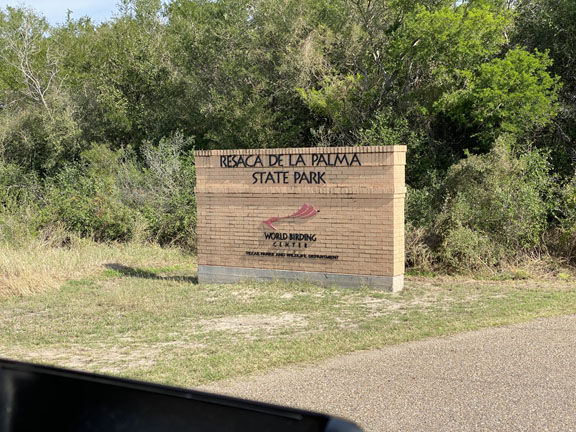 RESACA DE LA PALMA
STATE PARK
WORLD BIRDING
CENTER
TEXAS PARKS AND WILDLIFE DEPARTMENT